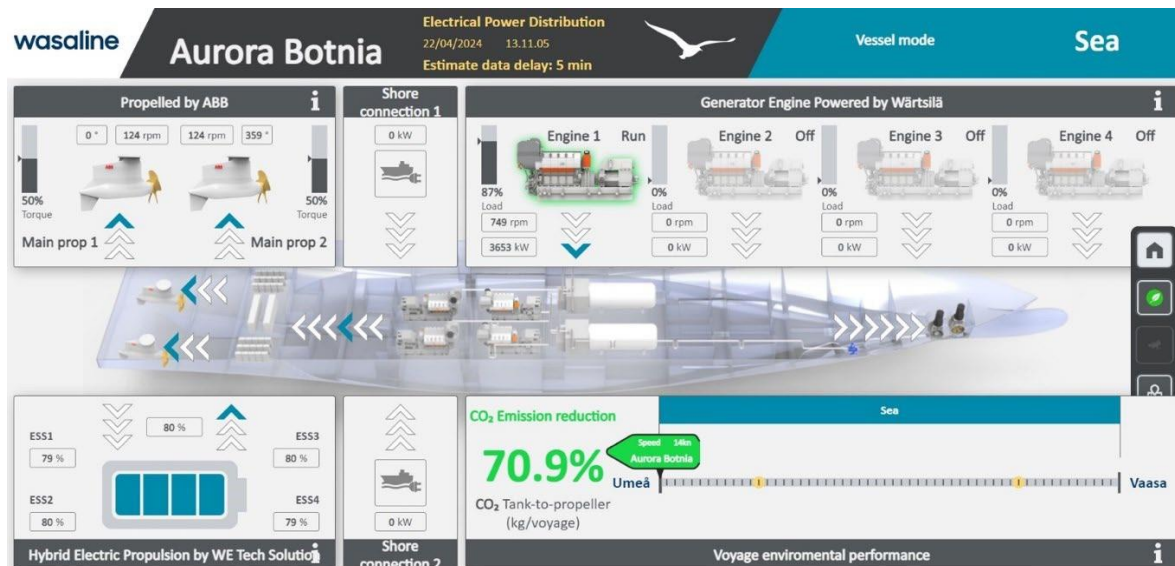 wasaline
Aurora Botnia
Electrical Power Distribution
22/04/2024 13.11.05
Estimate data delay: 5 min
Vessel mode
Sea
Propelled by ABB
0 °
124 rpm
124 rpm
359 °
50%
Torque
50%
Torque
Main prop 1
Main prop 2
Shore
connection 1
0 kW
Generator Engine Powered by Wärtsilä
Engine 1 Run
87%
Load
749 rpm
3653 kW
Engine 2 Off
0%
Load
0 rpm
0 kW
Engine 3 Off
0%
Load
0 rpm
0 kW
Engine 4 Off
0%
Load
0 rpm
0 kW
80 %
ESS1
79 %
ESS2
80 %
ESS3
80 %
ESS4
79 %
Hybrid Electric Propulsion by WE Tech Solution
0 kW
Shore
connection 2
CO₂ Emission reduction
70.9%
CO₂ Tank-to-propeller
(kg/voyage)
Sea
Speed 14kn
Aurora Botnia
Umeå
Vaasa
Voyage enviromental performance